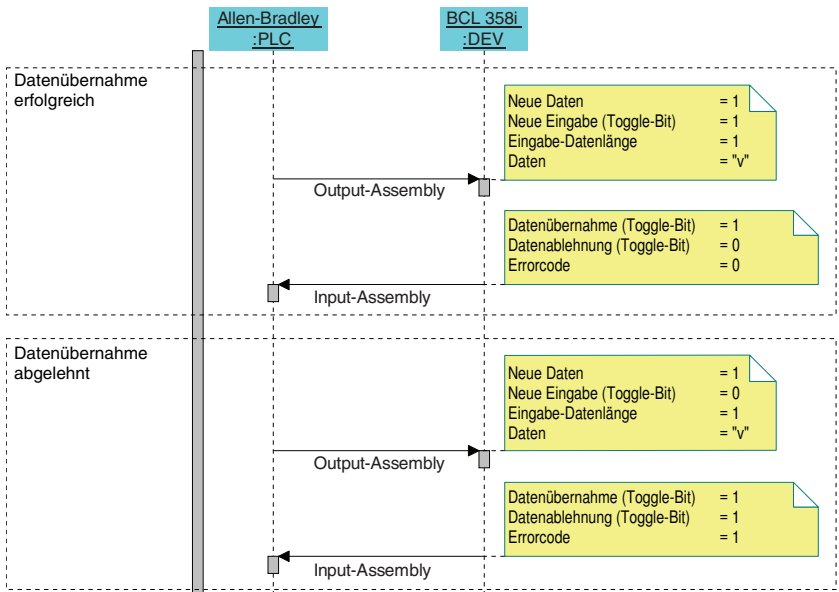 Allen-Bradley
:PLC
BCL 358i
:DEV
Datenübernahme
erfolgreich
Neue Daten = 1
Neue Eingabe (Toggle-Bit) = 1
Eingabe-Datenlänge = 1
Daten = "v"
Output-Assembly
Datenübernahme (Toggle-Bit) = 1
Datenablehnung (Toggle-Bit) = 0
Errorcode = 0
Input-Assembly
Datenübernahme
abgelehnt
Neue Daten = 1
Neue Eingabe (Toggle-Bit) = 0
Eingabe-Datenlänge = 1
Daten = "v"
Output-Assembly
Datenübernahme (Toggle-Bit) = 1
Datenablehnung (Toggle-Bit) = 1
Errorcode = 1
Input-Assembly